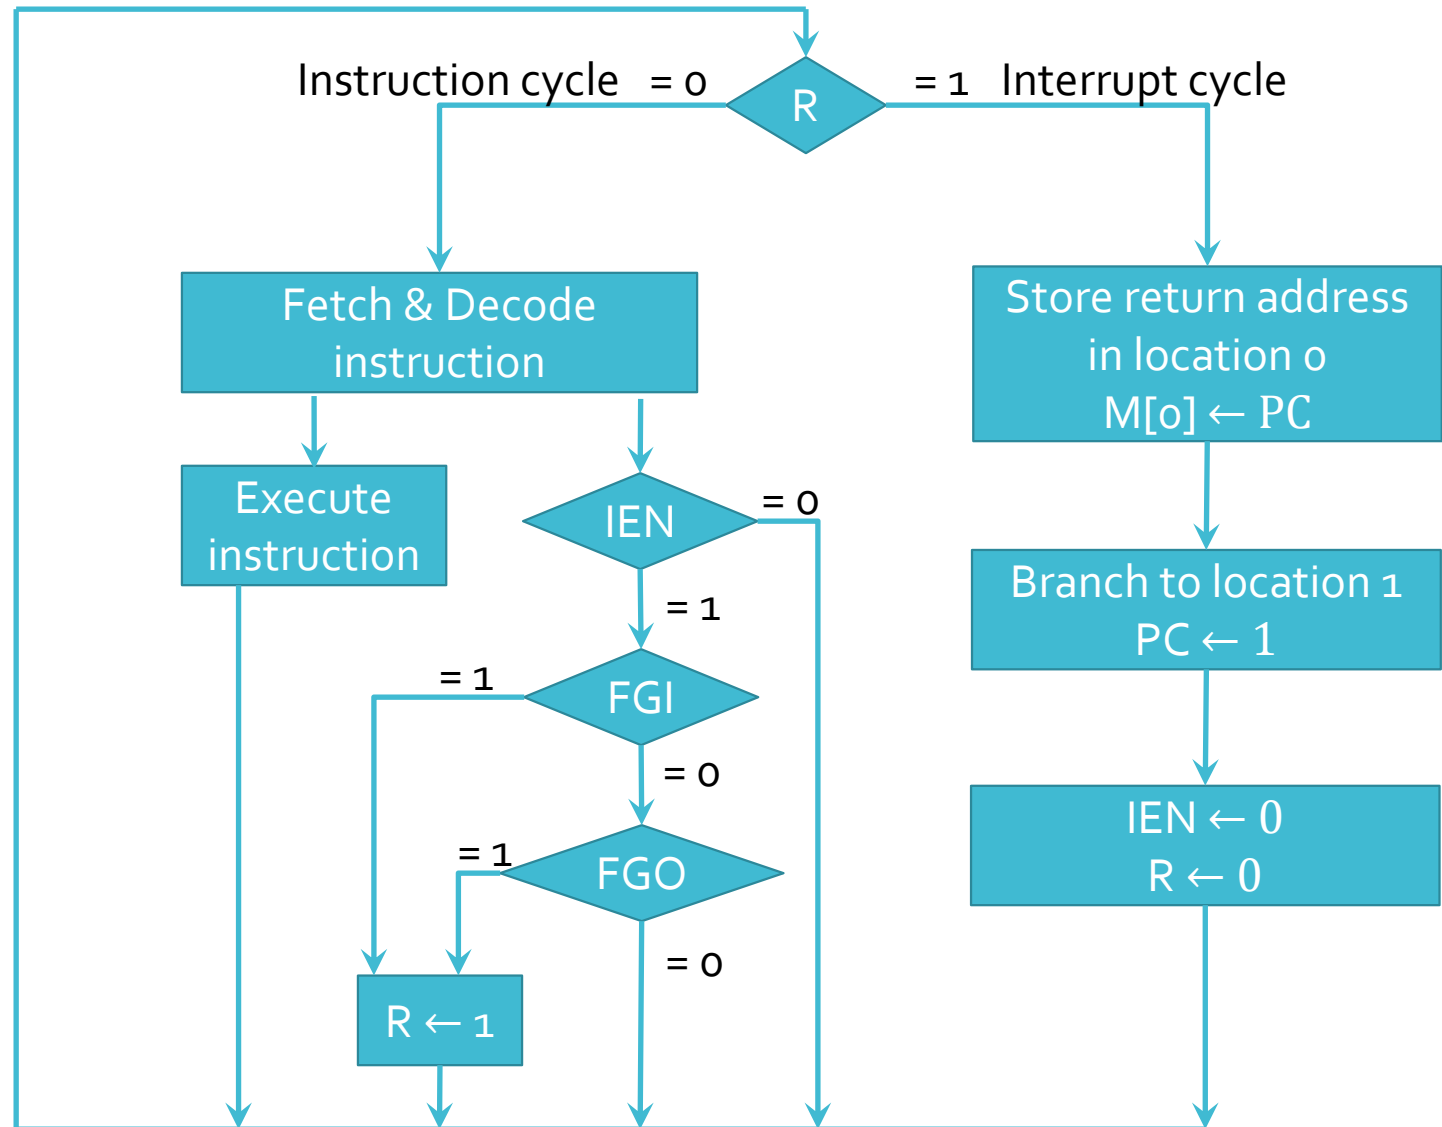 Instruction cycle = 0
R
= 1 Interrupt cycle
Fetch & Decode
instruction
Store return address
in location 0
M[0] ← PC
Execute
instruction
IEN
= 0
= 1
Branch to location 1
PC ← 1
= 1
FGI
= 0
IEN ← 0
R ← 0
= 1
FGO
= 0
R ← 1